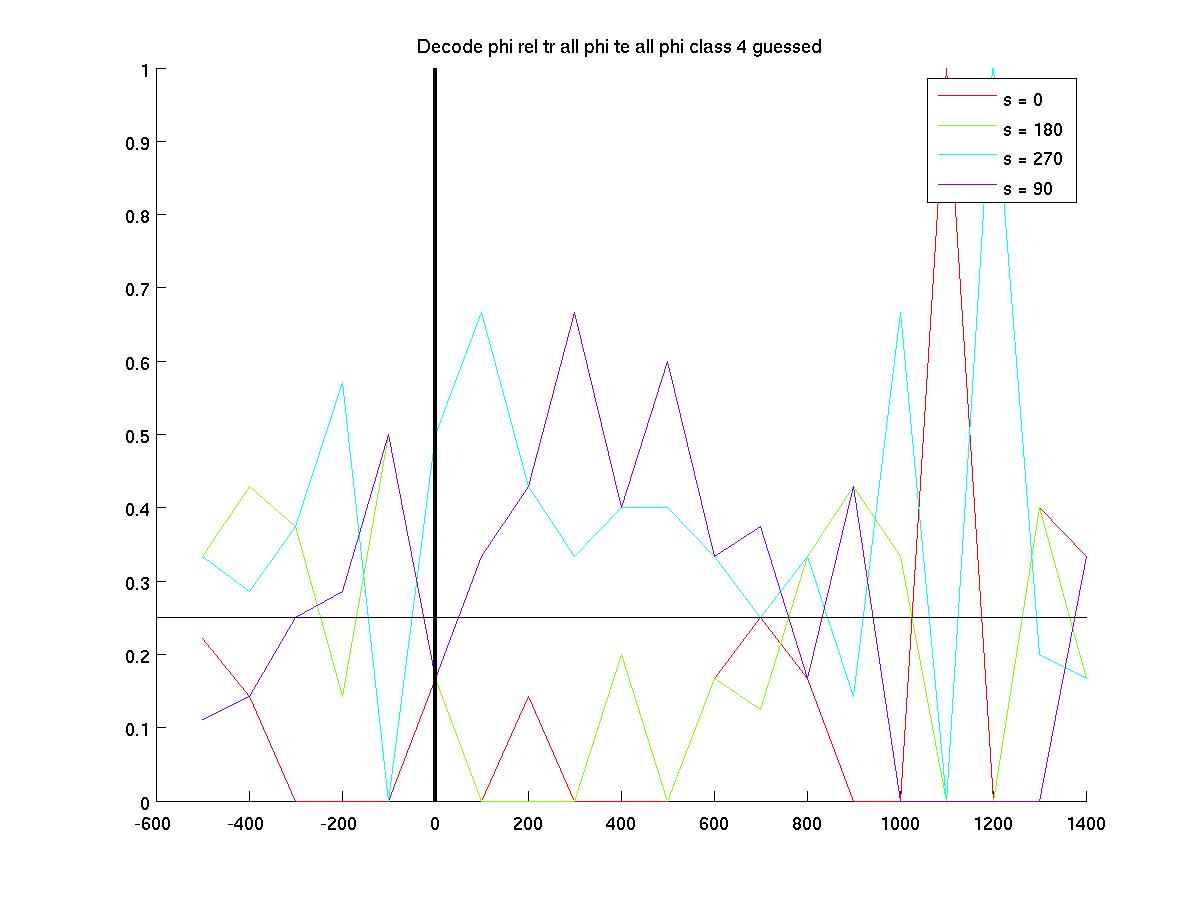 Decode phi rel tr all phi te all phi class 4 guessed
1
s = 0
s = 180
0.9
s = 270
s = 90
0.8
0.7
0.6
0.5
0.4
0.3
0.2
0.1
0
-600 -400 -200 0 200 400 600 800 1000 1200 1400